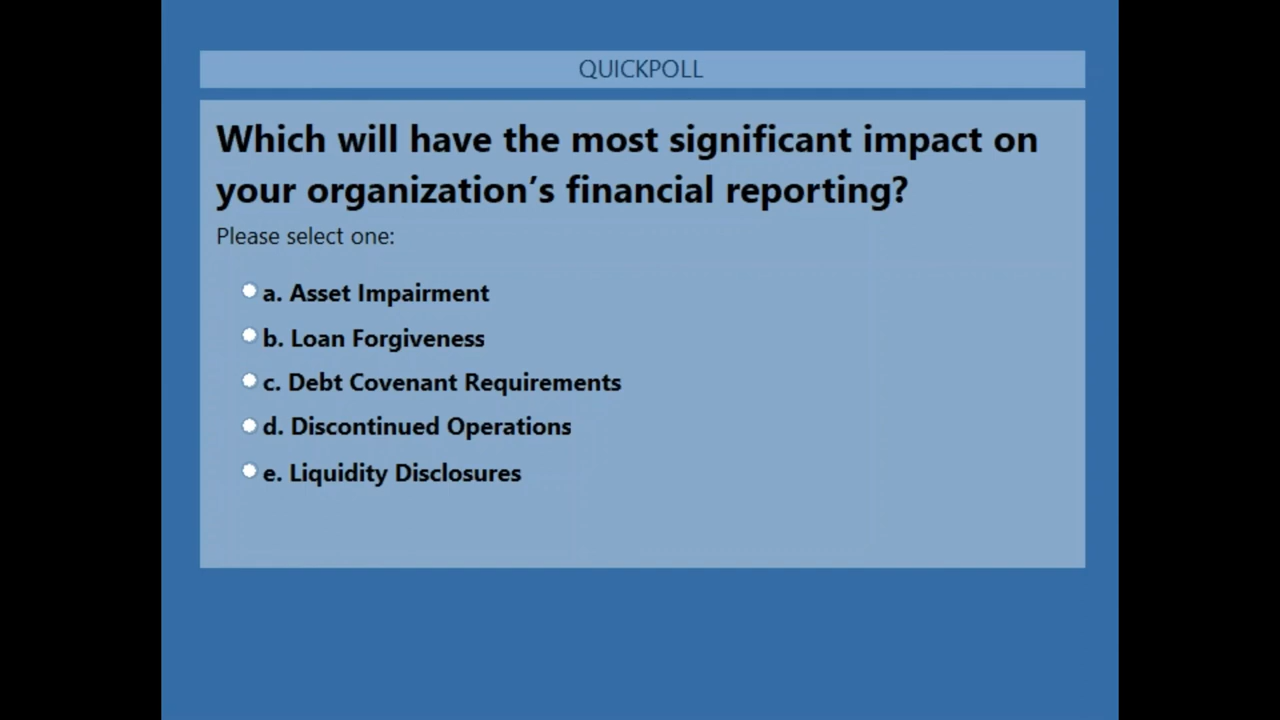 QUICKPOLL
Which will have the most significant impact on
your organization’s financial reporting?
Please select one:
a. Asset Impairment
b. Loan Forgiveness
c. Debt Covenant Requirements
d. Discontinued Operations
e. Liquidity Disclosures